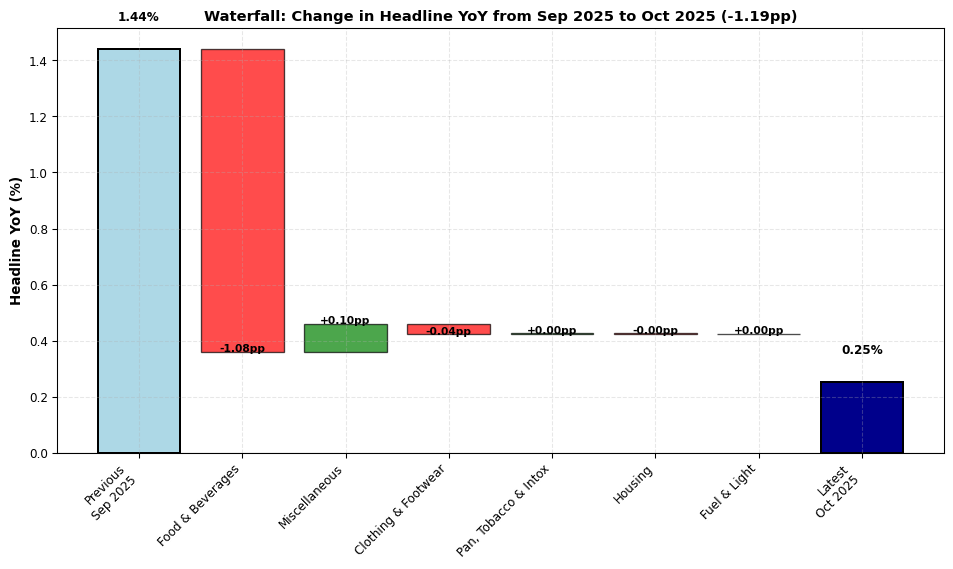 Waterfall: Change in Headline YoY from Sep 2025 to Oct 2025 (-1.19pp)
1.44%
Headline YoY (%)
1.4
1.2
1.0
0.8
0.6
0.4
0.2
0.0
-1.08pp
+0.10pp
-0.04pp
+0.00pp
-0.00pp
+0.00pp
0.25%
Previous
Sep 2025
Food & Beverages
Miscellaneous
Clothing & Footwear
Pan, Tobacco & Intox
Housing
Fuel & Light
Latest
Oct 2025